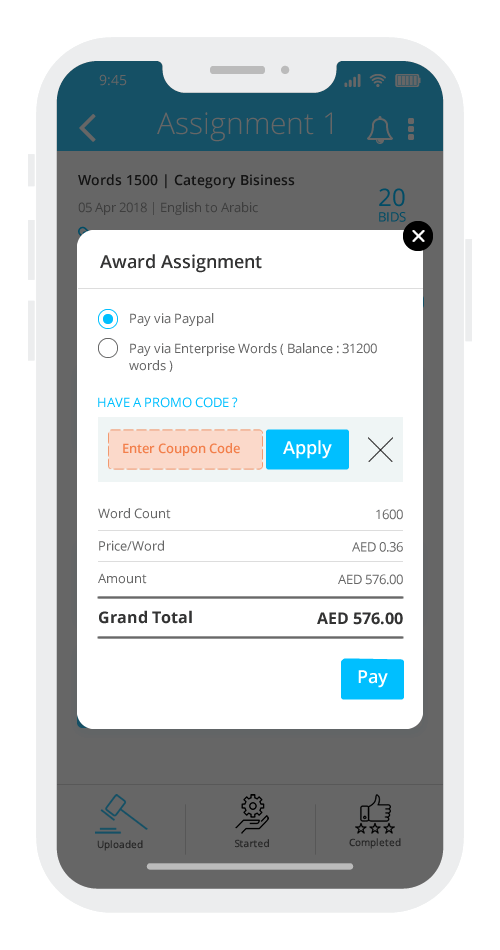 9:45
Assignment 1
Words 1500 | Category Bisiness
05 Apr 2018 | English to Arabic
20
BIDS
Award Assignment
Pay via Paypal
Pay via Enterprise Words ( Balance : 31200
words )
HAVE A PROMO CODE ?
Enter Coupon Code
Apply
Word Count 1600
Price/Word AED 0.36
Amount AED 576.00
Grand Total AED 576.00
Pay
Uploaded Started Completed